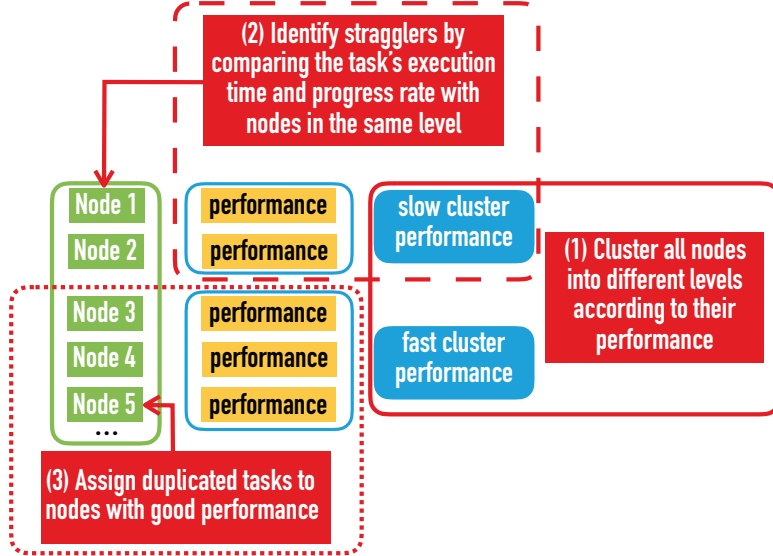 (2) Identify stragglers by
comparing the task's execution
time and progress rate with
nodes in the same level
Node 1
performance
slow cluster
performance
Node 2
performance
(1) Cluster all nodes
into different levels
according to their
performance
Node 3
performance
Node 4
performance
fast cluster
performance
Node 5
performance
...
(3) Assign duplicated tasks to
nodes with good performance